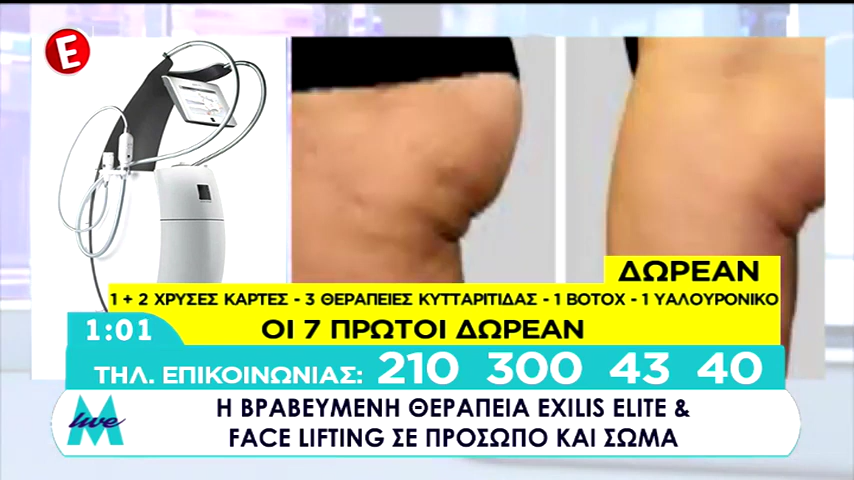 E
ΔΩΡΕΑΝ
1 + 2 ΧΡΥΣΕΣ ΚΑΡΤΕΣ - 3 ΘΕΡΑΠΕΙΕΣ ΚΥΤΤΑΡΙΤΙΔΑΣ - 1 BOTOX - 1 ΥΑΛΟΥΡΟΝΙΚΟ
ΟΙ 7 ΠΡΩΤΟΙ ΔΩΡΕΑΝ
1:01
ΤΗΛ. ΕΠΙΚΟΙΝΩΝΙΑΣ: 210 300 43 40
M live
Η ΒΡΑΒΕΥΜΕΝΗ ΘΕΡΑΠΕΙΑ EXILIS ELITE &
FACE LIFTING ΣΕ ΠΡΟΣΩΠΟ ΚΑΙ ΣΩΜΑ